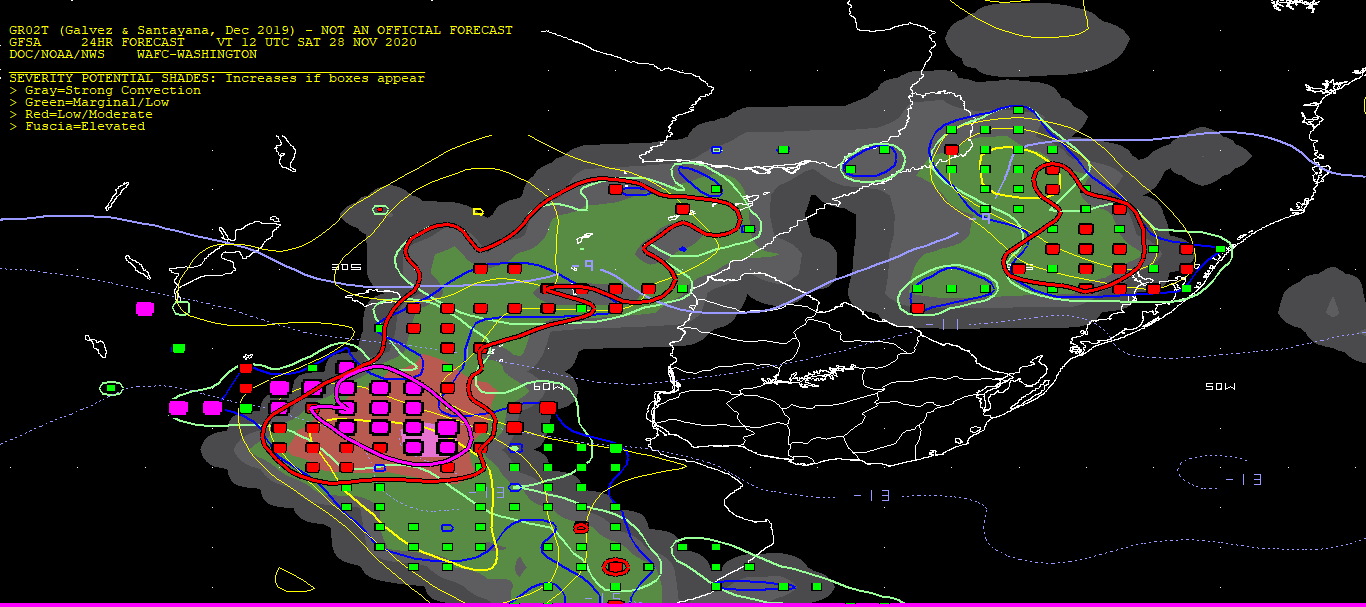 GR02T (Galvez & Santayana, Dec 2019) - NOT AN OFFICIAL FORECAST
GFSA 24HR FORECAST VT 12 UTC SAT 28 NOV 2020
DOC/NOAA/NWS WAFC-WASHINGTON
SEVERITY POTENTIAL SHADES: Increases if boxes appear
> Gray=Strong Convection
> Green=Marginal/Low
> Red=Low/Moderate
> Fuscia=Elevated
-9
30S
-9
-11
60W
50W
-13
-13
-13